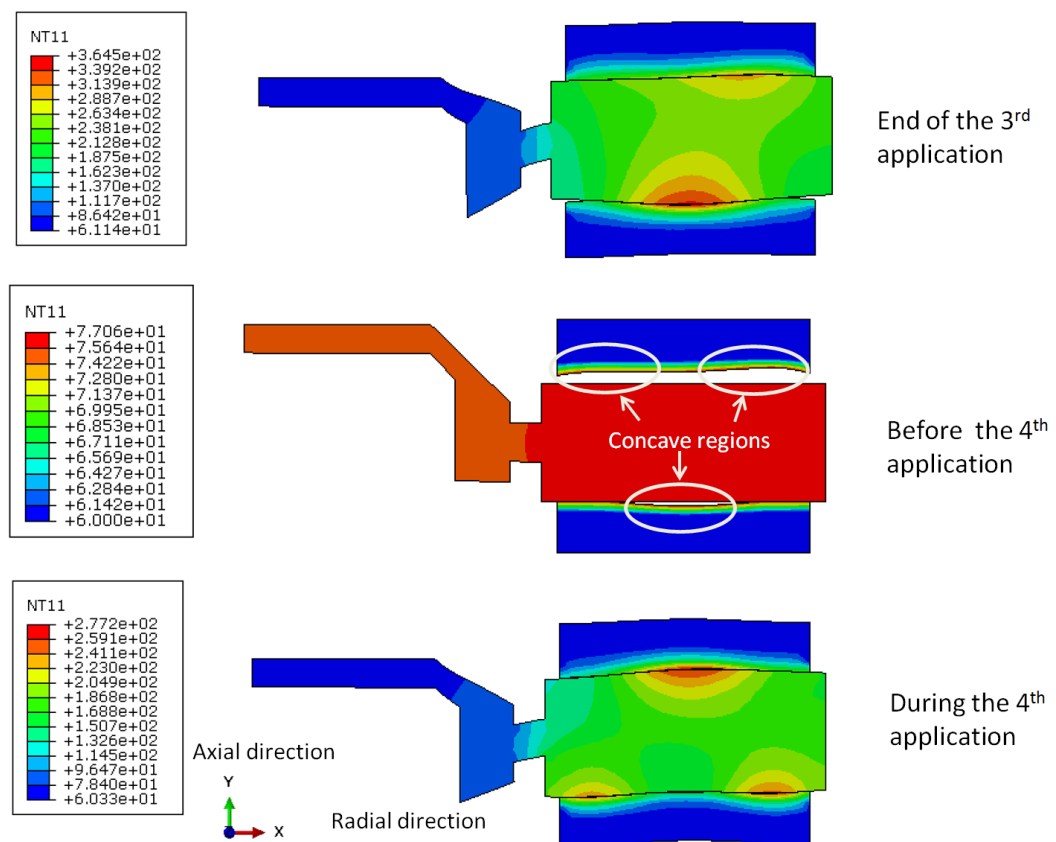 NT11
+3.645e+02
+3.392e+02
+3.139e+02
+2.887e+02
+2.634e+02
+2.381e+02
+2.128e+02
+1.875e+02
+1.623e+02
+1.370e+02
+1.117e+02
+8.642e+01
+6.114e+01
End of the 3rd
application
NT11
+7.706e+01
+7.564e+01
+7.422e+01
+7.280e+01
+7.137e+01
+6.995e+01
+6.853e+01
+6.711e+01
+6.569e+01
+6.427e+01
+6.284e+01
+6.142e+01
+6.000e+01
Concave regions
Before the 4th
application
NT11
+2.772e+02
+2.591e+02
+2.411e+02
+2.230e+02
+2.049e+02
+1.868e+02
+1.688e+02
+1.507e+02
+1.326e+02
+1.145e+02
+9.647e+01
+7.840e+01
+6.033e+01
During the 4th
application
Axial direction
Y
X
Radial direction